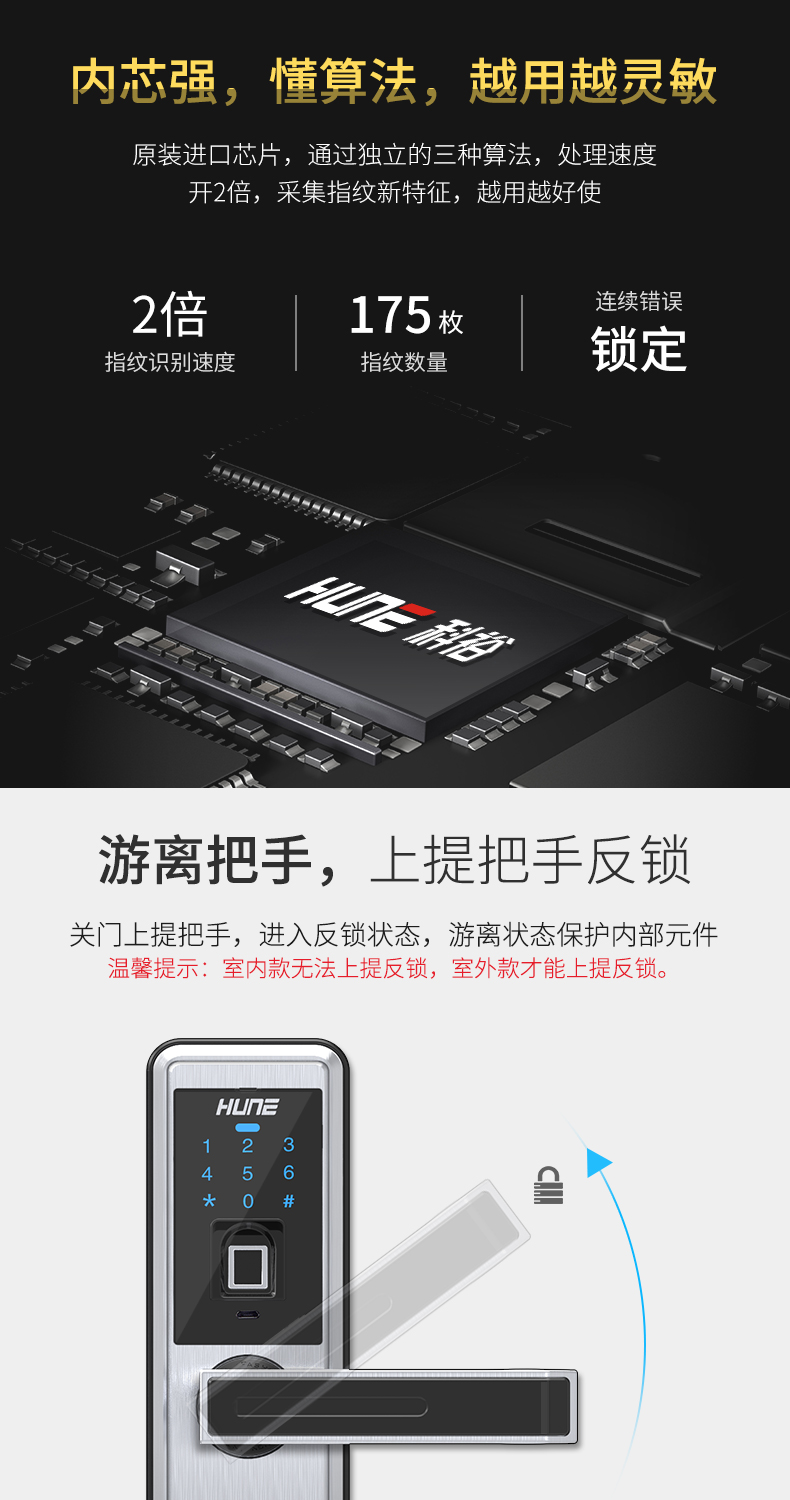 内芯强，懂算法，越用越灵敏
原装进口芯片，通过独立的三种算法，处理速度
开2倍，采集指纹新特征，越用越好使
2倍
指纹识别速度
175枚
指纹数量
连续错误
锁定
HUNE 科裕
游离把手，上提把手反锁
关门上提把手，进入反锁状态，游离状态保护内部元件
温馨提示：室内款无法上提反锁，室外款才能上提反锁。
HUNE
1 2 3
4 5 6
* 0 #